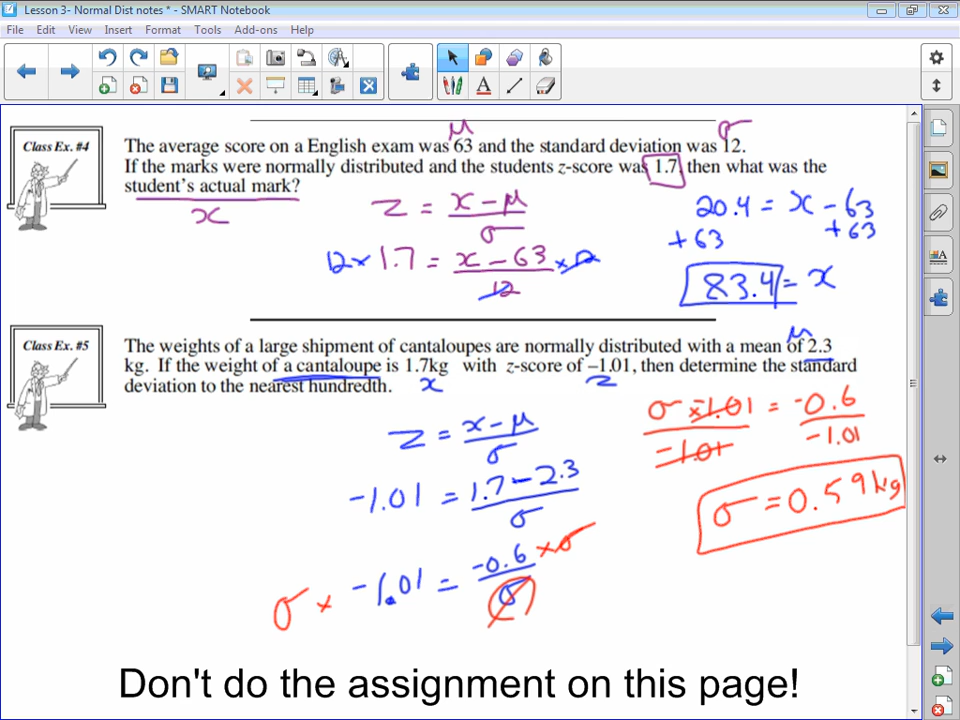 Lesson 3- Normal Dist notes * - SMART Notebook
File Edit View Insert Format Tools Add-ons Help
Class Ex. #4
μ σ
The average score on a English exam was 63 and the standard deviation was 12.
If the marks were normally distributed and the students z-score was 1.7, then what was the
student's actual mark?
x
z = x - μ / σ
12 × 1.7 = x - 63 / 12 × 12
20.4 = x - 63
+ 63 + 63
83.4 = x
Class Ex. #5
μ
The weights of a large shipment of cantaloupes are normally distributed with a mean of 2.3
kg. If the weight of a cantaloupe is 1.7kg with z-score of –1.01, then determine the standard
deviation to the nearest hundredth.
x z
z = x - μ / σ
-1.01 = 1.7 - 2.3 / σ
σ × -1.01 = -0.6 / σ × σ
σ × -1.01 / -1.01 = -0.6 / -1.01
σ = 0.59 kg
Don't do the assignment on this page!